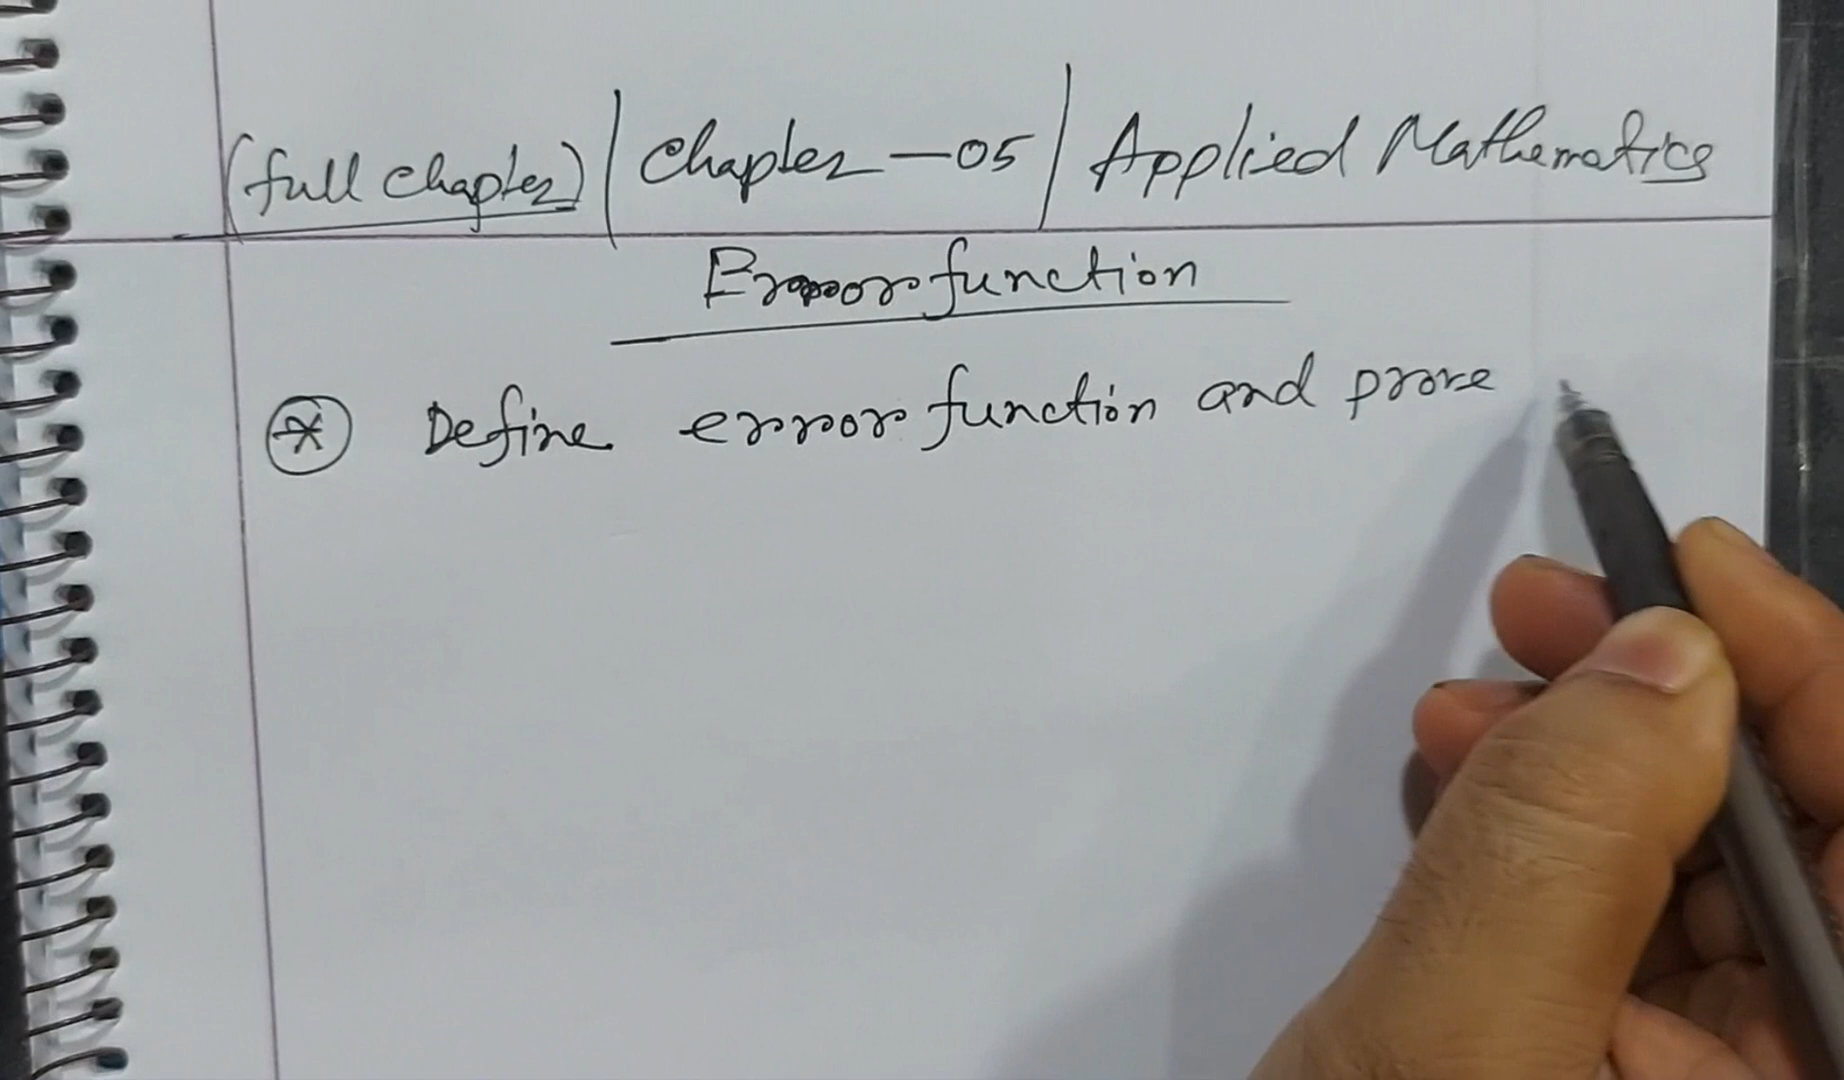 (full chapter) | Chapter-05 | Applied Mathematics
Error function
* Define error function and prove